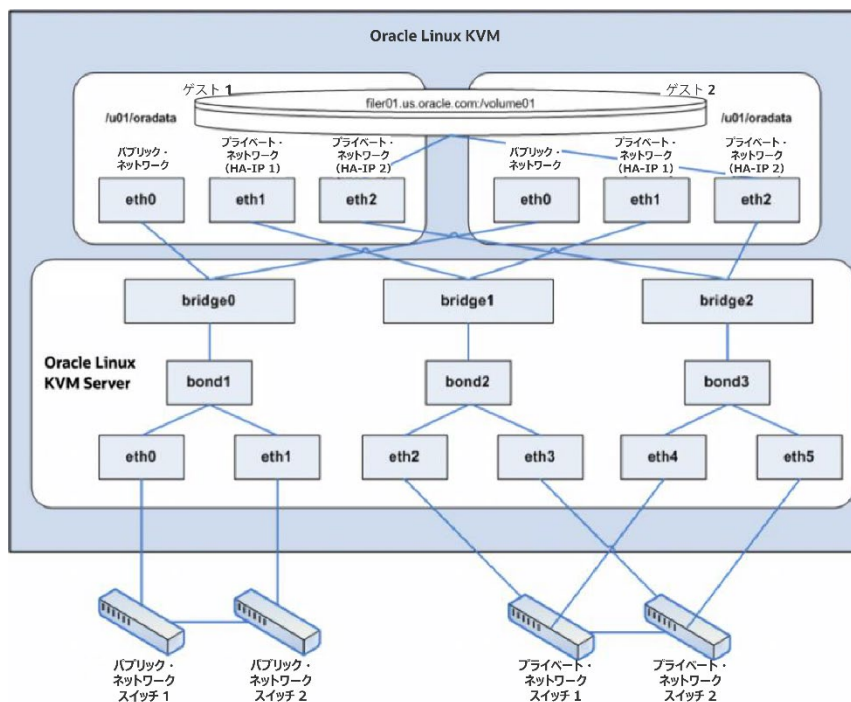 Oracle Linux KVM
ゲスト 1
ゲスト 2
filer01.us.oracle.com:/volume01
/u01/oradata
/u01/oradata
パブリック・
ネットワーク
プライベート・
ネットワーク
(HA-IP 1)
プライベート・
ネットワーク
(HA-IP 2)
パブリック・
ネットワーク
プライベート・
ネットワーク
(HA-IP 1)
プライベート・
ネットワーク
(HA-IP 2)
eth0
eth1
eth2
eth0
eth1
eth2
bridge0
bridge1
bridge2
Oracle Linux
KVM Server
bond1
bond2
bond3
eth0
eth1
eth2
eth3
eth4
eth5
パブリック・
ネットワーク
スイッチ 1
パブリック・
ネットワーク
スイッチ 2
プライベート・
ネットワーク
スイッチ 1
プライベート・
ネットワーク
スイッチ 2